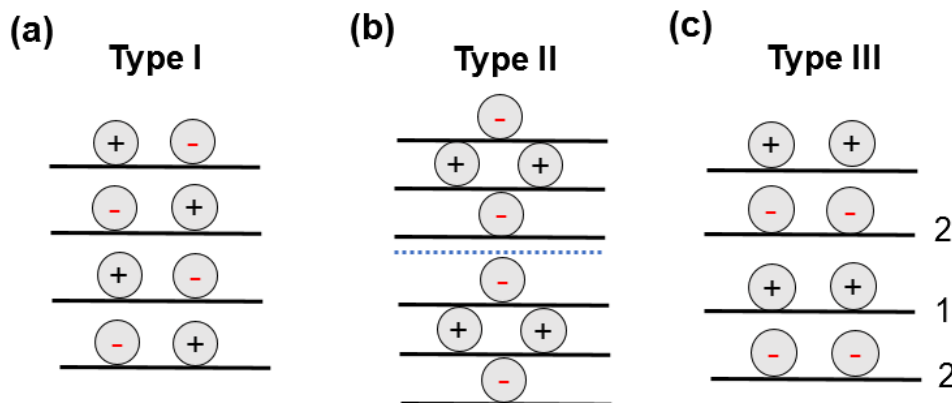 (a)
Type I
+ -
- +
+ -
- +
(b)
Type II
-
+ +
-
-
+ +
-
(c)
Type III
+ +
- - 2
+ + 1
- - 2